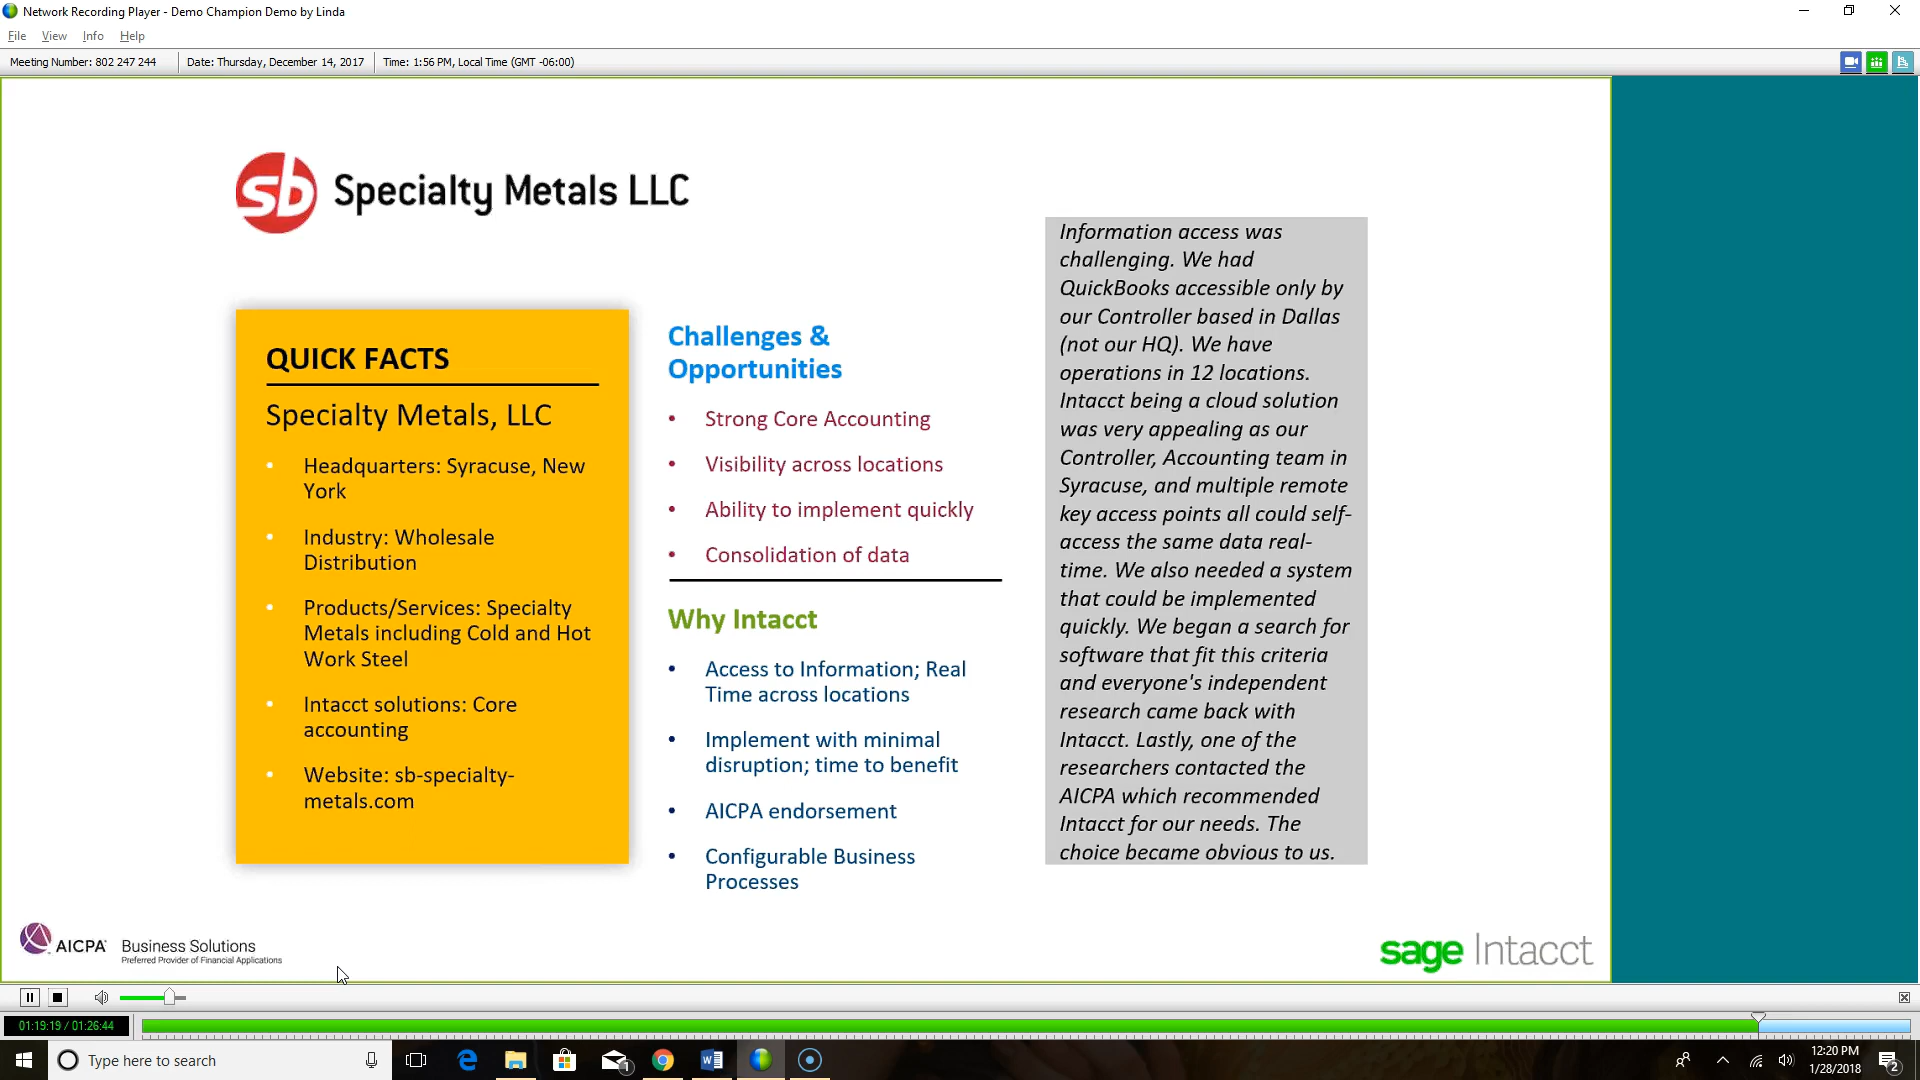 Network Recording Player - Demo Champion Demo by Linda
File View Info Help
Meeting Number: 802 247 244
Date: Thursday, December 14, 2017
Time: 1:56 PM, Local Time (GMT -06:00)
sb
Specialty Metals LLC
QUICK FACTS
Specialty Metals, LLC
• Headquarters: Syracuse, New
York
• Industry: Wholesale
Distribution
• Products/Services: Specialty
Metals including Cold and Hot
Work Steel
• Intacct solutions: Core
accounting
• Website: sb-specialty-
metals.com
Challenges &
Opportunities
• Strong Core Accounting
• Visibility across locations
• Ability to implement quickly
• Consolidation of data
Why Intacct
• Access to Information; Real
Time across locations
• Implement with minimal
disruption; time to benefit
• AICPA endorsement
• Configurable Business
Processes
Information access was
challenging. We had
QuickBooks accessible only by
our Controller based in Dallas
(not our HQ). We have
operations in 12 locations.
Intacct being a cloud solution
was very appealing as our
Controller, Accounting team in
Syracuse, and multiple remote
key access points all could self-
access the same data real-
time. We also needed a system
that could be implemented
quickly. We began a search for
software that fit this criteria
and everyone's independent
research came back with
Intacct. Lastly, one of the
researchers contacted the
AICPA which recommended
Intacct for our needs. The
choice became obvious to us.
AICPA
Business Solutions
Preferred Provider of Financial Applications
sage Intacct
01:19:19 / 01:26:44
Type here to search
1
12:20 PM
1/28/2018
2